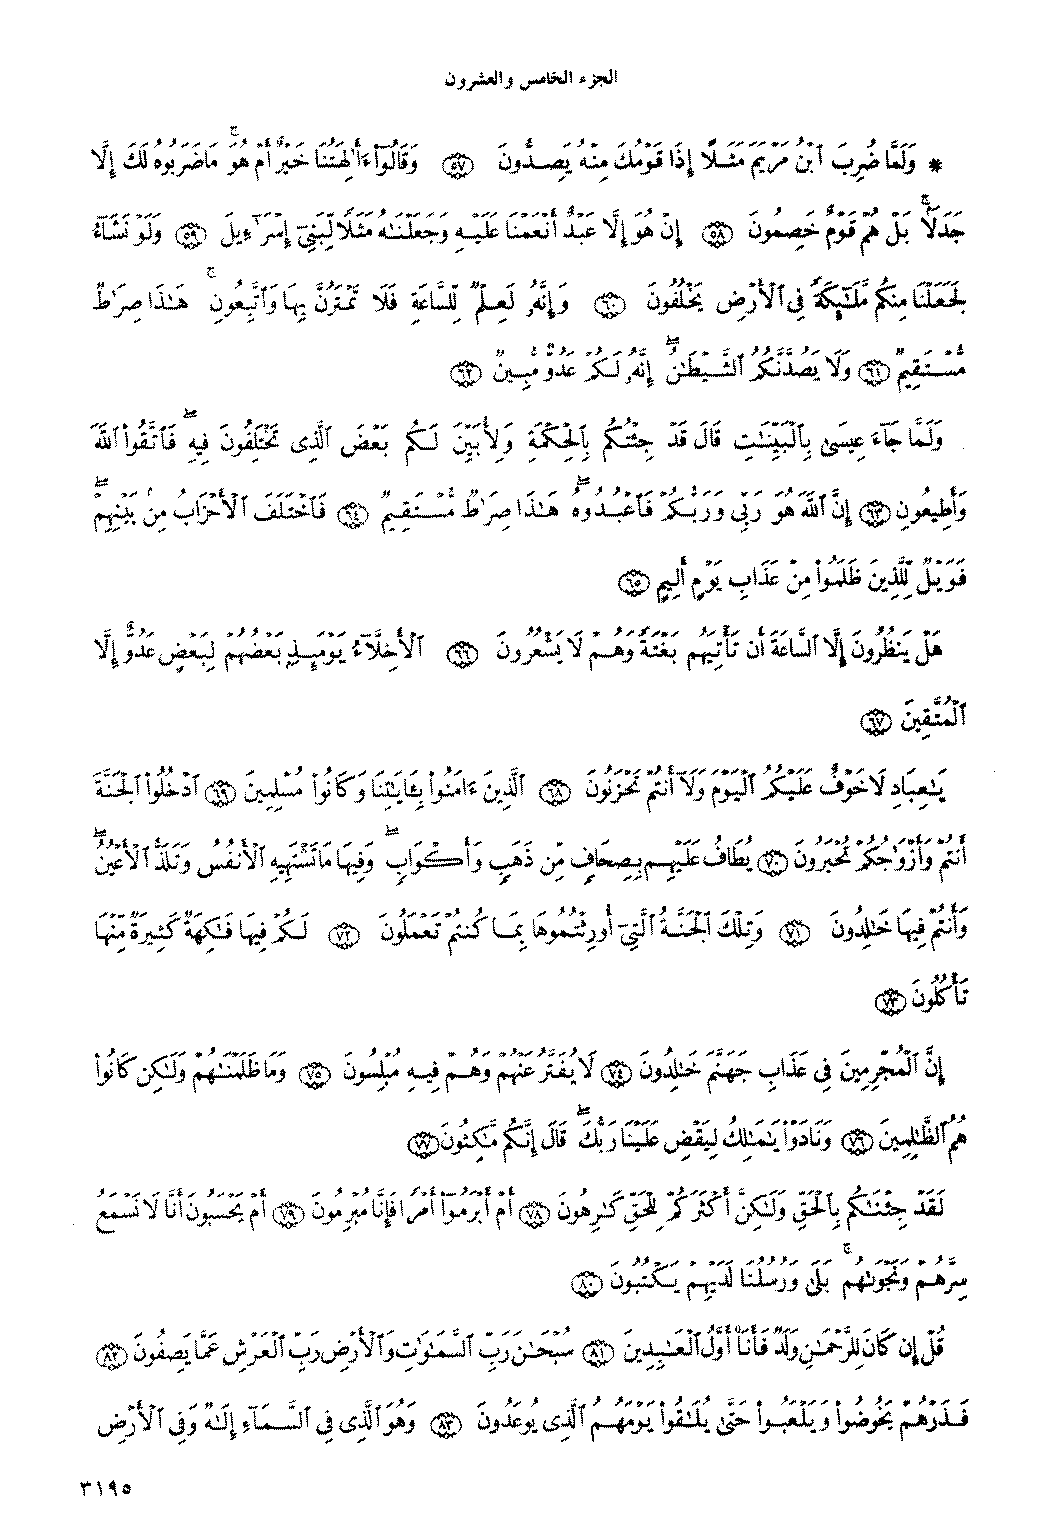 الجزء الخامس والعشرون
* وَلَمَّا ضُرِبَ ٱبْنُ مَرْيَمَ مَثَلًا إِذَا قَوْمُكَ مِنْهُ يَصِدُّونَ ﴿٥٧﴾ وَقَالُوٓا۟ ءَأَٰلِهَتُنَا خَيْرٌ أَمْ هُوَ ۚ مَا ضَرَبُوهُ لَكَ إِلَّا
جَدَلًۢا ۚ بَلْ هُمْ قَوْمٌ خَصِمُونَ ﴿٥٨﴾ إِنْ هُوَ إِلَّا عَبْدٌ أَنْعَمْنَا عَلَيْهِ وَجَعَلْنَٰهُ مَثَلًا لِّبَنِىٓ إِسْرَٰٓءِيلَ ﴿٥٩﴾ وَلَوْ نَشَآءُ
لَجَعَلْنَا مِنكُم مَّلَٰٓئِكَةً فِى ٱلْأَرْضِ يَخْلُفُونَ ﴿٦٠﴾ وَإِنَّهُۥ لَعِلْمٌ لِّلسَّاعَةِ فَلَا تَمْتَرُنَّ بِهَا وَٱتَّبِعُونِ ۚ هَٰذَا صِرَٰطٌ
مُّسْتَقِيمٌ ﴿٦١﴾ وَلَا يَصُدَّنَّكُمُ ٱلشَّيْطَٰنُ ۖ إِنَّهُۥ لَكُمْ عَدُوٌّ مُّبِينٌ ﴿٦٢﴾
وَلَمَّا جَآءَ عِيسَىٰ بِٱلْبَيِّنَٰتِ قَالَ قَدْ جِئْتُكُم بِٱلْحِكْمَةِ وَلِأُبَيِّنَ لَكُم بَعْضَ ٱلَّذِى تَخْتَلِفُونَ فِيهِ ۖ فَٱتَّقُوا۟ ٱللَّهَ
وَأَطِيعُونِ ﴿٦٣﴾ إِنَّ ٱللَّهَ هُوَ رَبِّى وَرَبُّكُمْ فَٱعْبُدُوهُ ۖ هَٰذَا صِرَٰطٌ مُّسْتَقِيمٌ ﴿٦٤﴾ فَٱخْتَلَفَ ٱلْأَحْزَابُ مِنۢ بَيْنِهِمْ ۖ
فَوَيْلٌ لِّلَّذِينَ ظَلَمُوا۟ مِنْ عَذَابِ يَوْمٍ أَلِيمٍ ﴿٦٥﴾
هَلْ يَنظُرُونَ إِلَّا ٱلسَّاعَةَ أَن تَأْتِيَهُم بَغْتَةً وَهُمْ لَا يَشْعُرُونَ ﴿٦٦﴾ ٱلْأَخِلَّآءُ يَوْمَئِذٍۭ بَعْضُهُمْ لِبَعْضٍ عَدُوٌّ إِلَّا
ٱلْمُتَّقِينَ ﴿٦٧﴾
يَٰعِبَادِ لَا خَوْفٌ عَلَيْكُمُ ٱلْيَوْمَ وَلَآ أَنتُمْ تَحْزَنُونَ ﴿٦٨﴾ ٱلَّذِينَ ءَامَنُوا۟ بِـَٔايَٰتِنَا وَكَانُوا۟ مُسْلِمِينَ ﴿٦٩﴾ ٱدْخُلُوا۟ ٱلْجَنَّةَ
أَنتُمْ وَأَزْوَٰجُكُمْ تُحْبَرُونَ ﴿٧٠﴾ يُطَافُ عَلَيْهِم بِصِحَافٍ مِّن ذَهَبٍ وَأَكْوَابٍ ۖ وَفِيهَا مَا تَشْتَهِيهِ ٱلْأَنفُسُ وَتَلَذُّ ٱلْأَعْيُنُ ۖ
وَأَنتُمْ فِيهَا خَٰلِدُونَ ﴿٧١﴾ وَتِلْكَ ٱلْجَنَّةُ ٱلَّتِىٓ أُورِثْتُمُوهَا بِمَا كُنتُمْ تَعْمَلُونَ ﴿٧٢﴾ لَكُمْ فِيهَا فَٰكِهَةٌ كَثِيرَةٌ مِّنْهَا
تَأْكُلُونَ ﴿٧٣﴾
إِنَّ ٱلْمُجْرِمِينَ فِى عَذَابِ جَهَنَّمَ خَٰلِدُونَ ﴿٧٤﴾ لَا يُفَتَّرُ عَنْهُمْ وَهُمْ فِيهِ مُبْلِسُونَ ﴿٧٥﴾ وَمَا ظَلَمْنَٰهُمْ وَلَٰكِن كَانُوا۟
هُمُ ٱلظَّٰلِمِينَ ﴿٧٦﴾ وَنَادَوْا۟ يَٰمَٰلِكُ لِيَقْضِ عَلَيْنَا رَبُّكَ ۖ قَالَ إِنَّكُم مَّٰكِثُونَ ﴿٧٧﴾
لَقَدْ جِئْنَٰكُم بِٱلْحَقِّ وَلَٰكِنَّ أَكْثَرَكُمْ لِلْحَقِّ كَٰرِهُونَ ﴿٧٨﴾ أَمْ أَبْرَمُوٓا۟ أَمْرًا فَإِنَّا مُبْرِمُونَ ﴿٧٩﴾ أَمْ يَحْسَبُونَ أَنَّا لَا نَسْمَعُ
سِرَّهُمْ وَنَجْوَىٰهُم ۚ بَلَىٰ وَرُسُلُنَا لَدَيْهِمْ يَكْتُبُونَ ﴿٨٠﴾
قُلْ إِن كَانَ لِلرَّحْمَٰنِ وَلَدٌ فَأَنَا۠ أَوَّلُ ٱلْعَٰبِدِينَ ﴿٨١﴾ سُبْحَٰنَ رَبِّ ٱلسَّمَٰوَٰتِ وَٱلْأَرْضِ رَبِّ ٱلْعَرْشِ عَمَّا يَصِفُونَ ﴿٨٢﴾
فَذَرْهُمْ يَخُوضُوا۟ وَيَلْعَبُوا۟ حَتَّىٰ يُلَٰقُوا۟ يَوْمَهُمُ ٱلَّذِى يُوعَدُونَ ﴿٨٣﴾ وَهُوَ ٱلَّذِى فِى ٱلسَّمَآءِ إِلَٰهٌ وَفِى ٱلْأَرْضِ
٣١٩٥